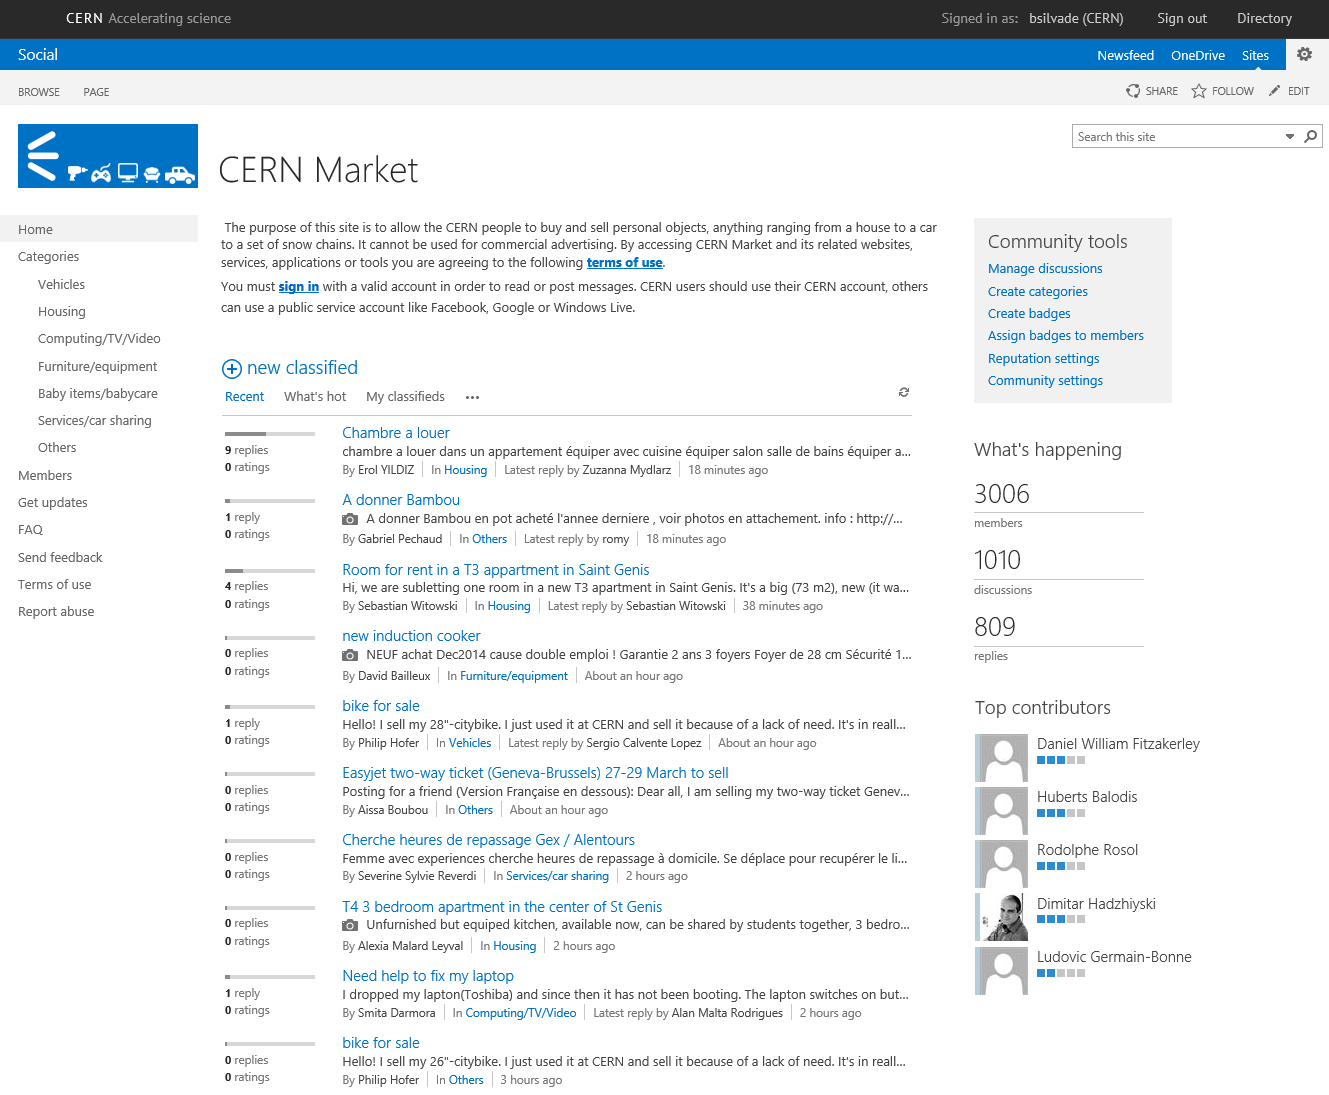 CERN Accelerating science
Signed in as: bsilvade (CERN) Sign out Directory
Social
Newsfeed OneDrive Sites
BROWSE PAGE
SHARE FOLLOW EDIT
Search this site
CERN Market
Home
Categories
Vehicles
Housing
Computing/TV/Video
Furniture/equipment
Baby items/babycare
Services/car sharing
Others
Members
Get updates
FAQ
Send feedback
Terms of use
Report abuse
The purpose of this site is to allow the CERN people to buy and sell personal objects, anything ranging from a house to a car
to a set of snow chains. It cannot be used for commercial advertising. By accessing CERN Market and its related websites,
services, applications or tools you are agreeing to the following terms of use.
You must sign in with a valid account in order to read or post messages. CERN users should use their CERN account, others
can use a public service account like Facebook, Google or Windows Live.
new classified
Recent What's hot My classifieds ...
Chambre a louer
9 replies
chambre a louer dans un appartement équiper avec cuisine équiper salon salle de bains équiper a...
0 ratings
By Erol YILDIZ In Housing Latest reply by Zuzanna Mydlarz 18 minutes ago
A donner Bambou
1 reply
A donner Bambou en pot acheté l'annee derniere , voir photos en attachement. info : http://...
0 ratings
By Gabriel Pechaud In Others Latest reply by romy 18 minutes ago
Room for rent in a T3 appartment in Saint Genis
4 replies
Hi, we are subletting one room in a new T3 apartment in Saint Genis. It's a big (73 m2), new (it wa...
0 ratings
By Sebastian Witowski In Housing Latest reply by Sebastian Witowski 38 minutes ago
new induction cooker
0 replies
NEUF achat Dec2014 cause double emploi ! Garantie 2 ans 3 foyers Foyer de 28 cm Sécurité 1...
0 ratings
By David Bailleux In Furniture/equipment About an hour ago
bike for sale
1 reply
Hello! I sell my 28"-citybike. I just used it at CERN and sell it because of a lack of need. It's in reall...
0 ratings
By Philip Hofer In Vehicles Latest reply by Sergio Calvente Lopez About an hour ago
Easyjet two-way ticket (Geneva-Brussels) 27-29 March to sell
0 replies
Posting for a friend (Version Française en dessous): Dear all, I am selling my two-way ticket Genev...
0 ratings
By Aissa Boubou In Others About an hour ago
Cherche heures de repassage Gex / Alentours
0 replies
Femme avec experiences cherche heures de repassage à domicile. Se déplace pour recupérer le li...
0 ratings
By Severine Sylvie Reverdi In Services/car sharing 2 hours ago
T4 3 bedroom apartment in the center of St Genis
0 replies
Unfurnished but equiped kitchen, available now, can be shared by students together, 3 bedro...
0 ratings
By Alexia Malard Leyval In Housing 2 hours ago
Need help to fix my laptop
1 reply
I dropped my lapton(Toshiba) and since then it has not been booting. The lapton switches on but...
0 ratings
By Smita Darmora In Computing/TV/Video Latest reply by Alan Malta Rodrigues 2 hours ago
bike for sale
0 replies
Hello! I sell my 26"-citybike. I just used it at CERN and sell it because of a lack of need. It's in reall...
0 ratings
By Philip Hofer In Others 3 hours ago
Community tools
Manage discussions
Create categories
Create badges
Assign badges to members
Reputation settings
Community settings
What's happening
3006
members
1010
discussions
809
replies
Top contributors
Daniel William Fitzakerley
Huberts Balodis
Rodolphe Rosol
Dimitar Hadzhiyski
Ludovic Germain-Bonne